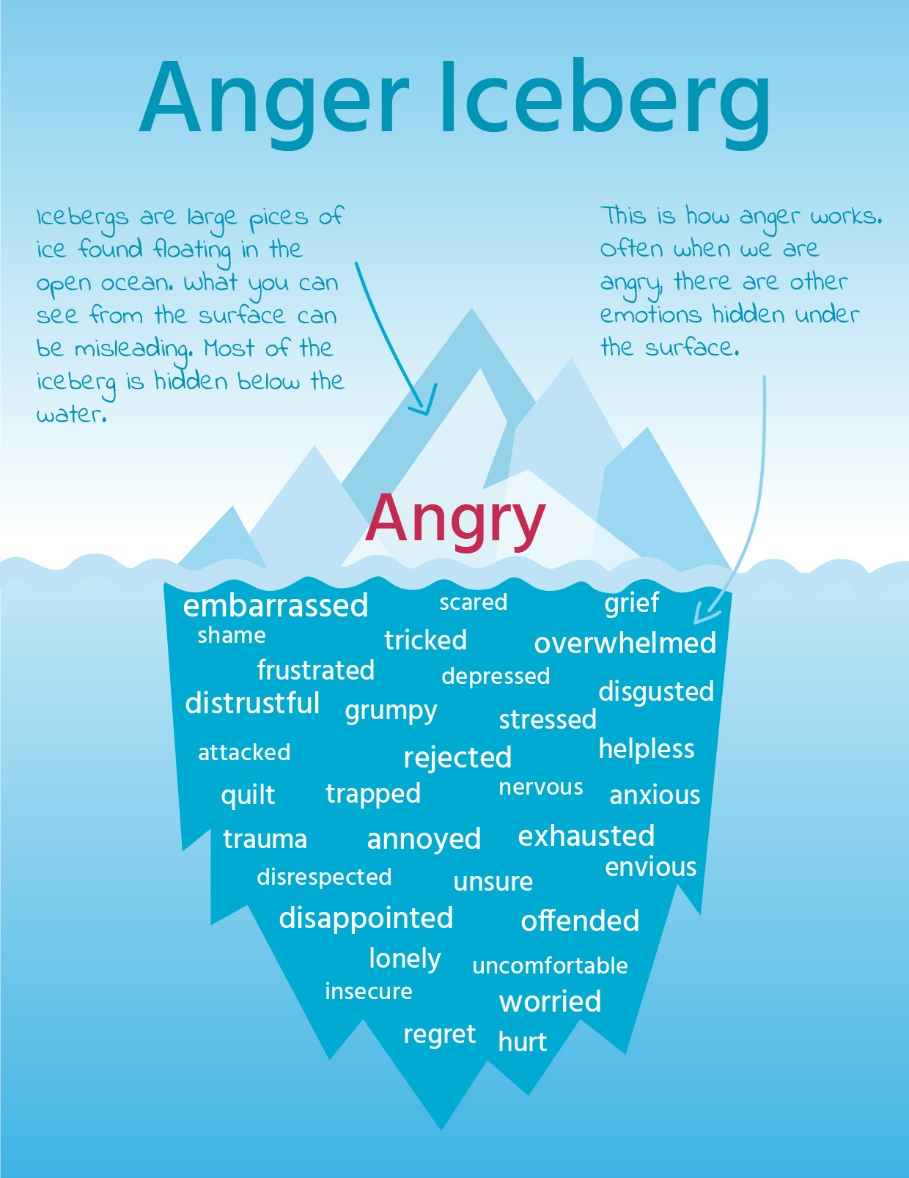 Anger Iceberg
Icebergs are large pices of
ice found floating in the
open ocean. What you can
see from the surface can
be misleading. Most of the
iceberg is hidden below the
water.
This is how anger works.
Often when we are
angry, there are other
emotions hidden under
the surface.
Angry
embarrassed scared grief
shame tricked overwhelmed
frustrated depressed disgusted
distrustful grumpy stressed
attacked rejected helpless
quilt trapped nervous anxious
trauma annoyed exhausted
disrespected unsure envious
disappointed offended
lonely uncomfortable
insecure worried
regret hurt